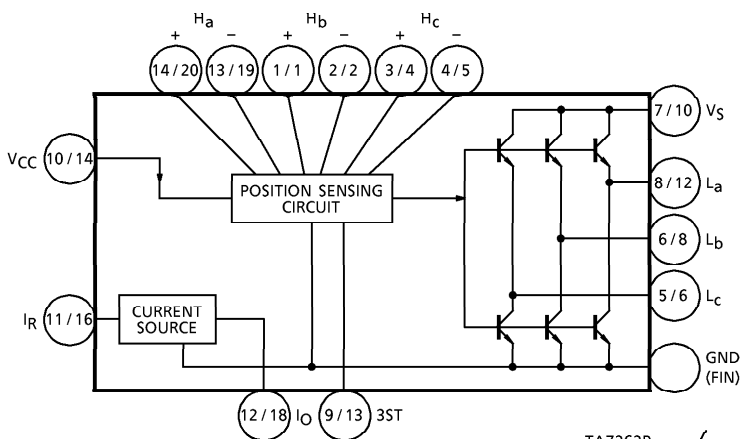 Ha Hb Hc
+ − + − + −
14 / 20 13 / 19 1 / 1 2 / 2 3 / 4 4 / 5
7 / 10 VS
VCC 10 / 14
POSITION SENSING
CIRCUIT
8 / 12 La
6 / 8 Lb
5 / 6 Lc
IR 11 / 16
CURRENT
SOURCE
GND
(FIN)
12 / 18 IO 9 / 13 3ST